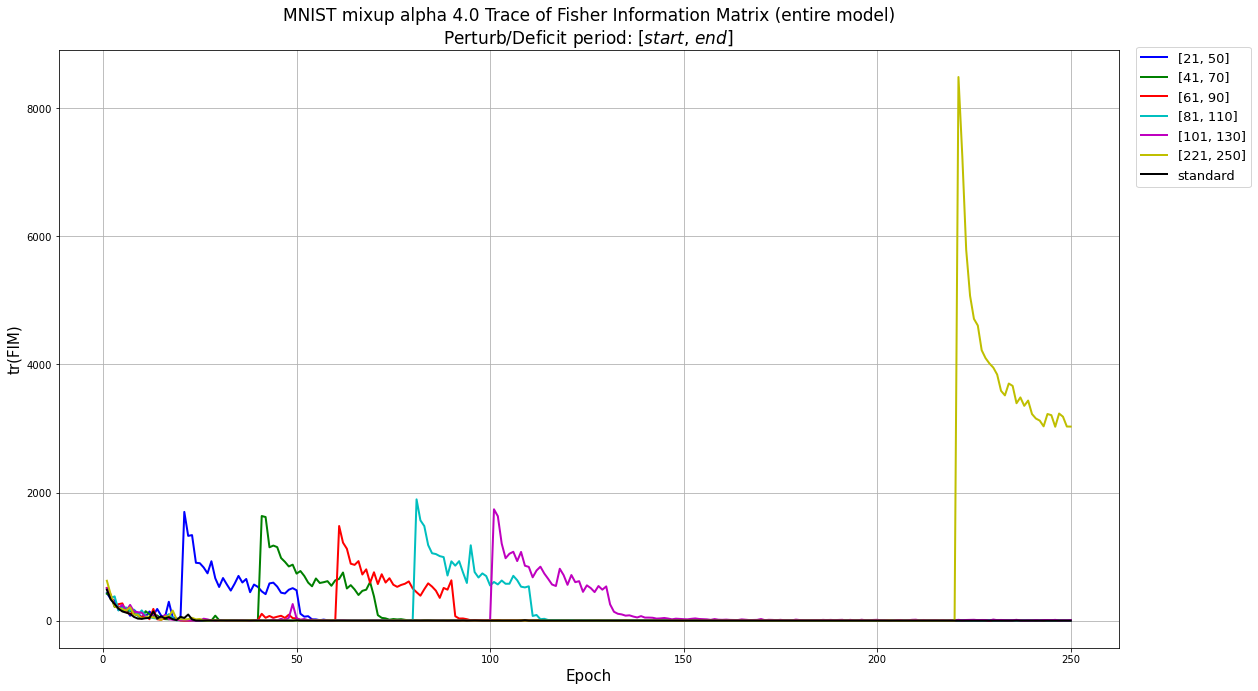 MNIST mixup alpha 4.0 Trace of Fisher Information Matrix (entire model)
Perturb/Deficit period: [start, end]
[21, 50]
[41, 70]
[61, 90]
[81, 110]
[101, 130]
[221, 250]
standard
8000
6000
4000
2000
0
tr(FIM)
0 50 100 150 200 250
Epoch